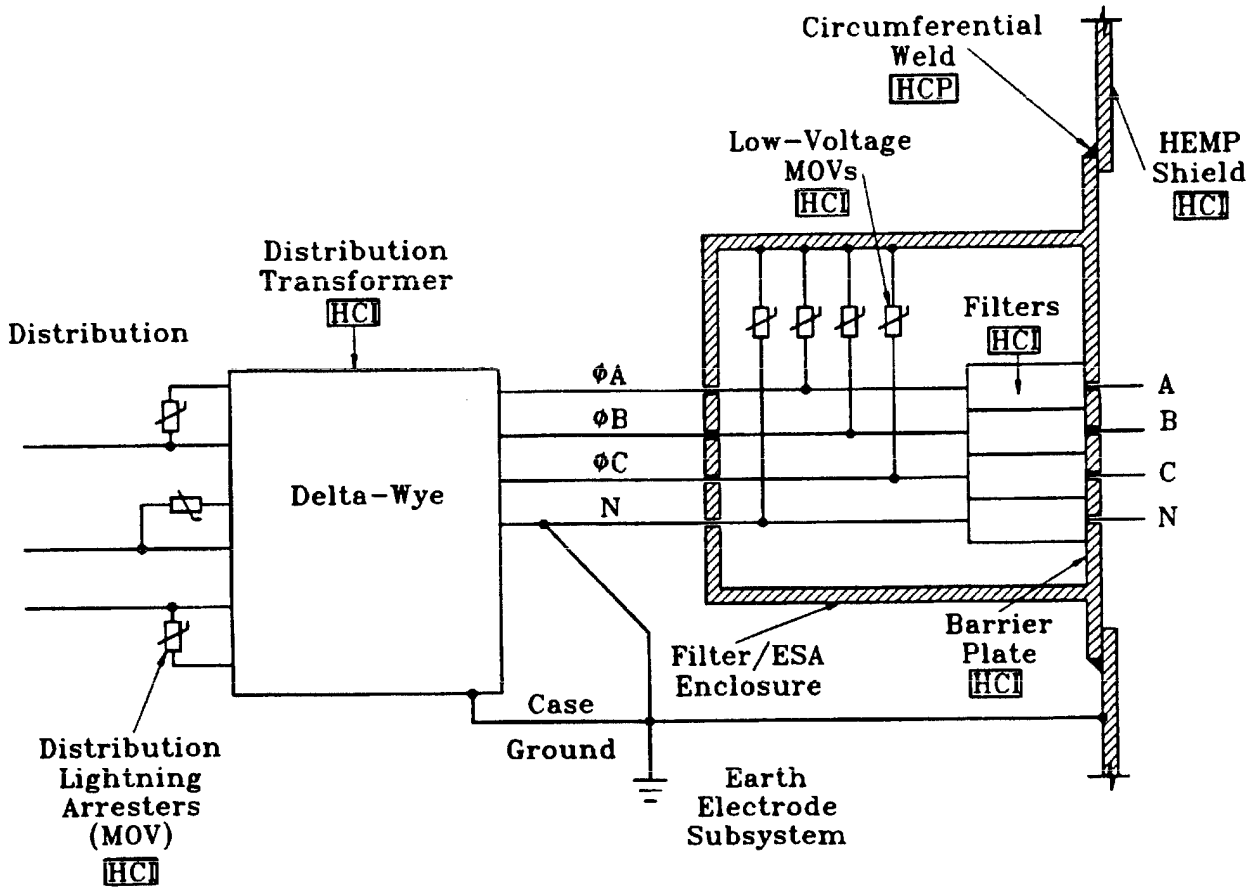 Circumferential
Weld
HCP
Low-Voltage
MOVs
HCI
HEMP
Shield
HCI
Distribution
Transformer
HCI
Distribution
Filters
HCI
φA
φB
φC
N
A
B
C
N
Delta-Wye
Filter/ESA
Enclosure
Barrier
Plate
HCI
Case
Ground
Distribution
Lightning
Arresters
(MOV)
HCI
Earth
Electrode
Subsystem